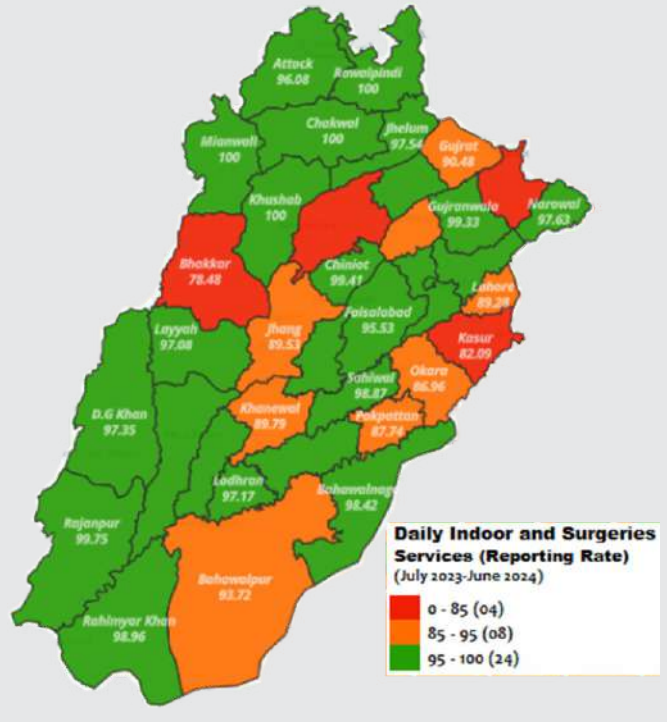 Attock
96.08
Rawalpindi
100
Chakwal
100
Jhelum
97.54
Mianwali
100
Gujrat
90.48
Khushab
100
Gujranwala
99.33
Narowal
97.63
Bhakkar
78.48
Chiniot
99.41
Lahore
89.28
Faisalabad
95.53
Kasur
82.09
Layyah
97.08
Jhang
89.53
Okara
86.96
Sahiwal
98.87
Khanewal
89.79
Pakpattan
87.74
D.G Khan
97.35
Lodhran
97.17
Bahawalnag
98.42
Rajanpur
99.75
Bahawalpur
93.72
Rahimyar Khan
98.96
Daily Indoor and Surgeries
Services (Reporting Rate)
(July 2023-June 2024)
0 - 85 (04)
85 - 95 (08)
95 - 100 (24)